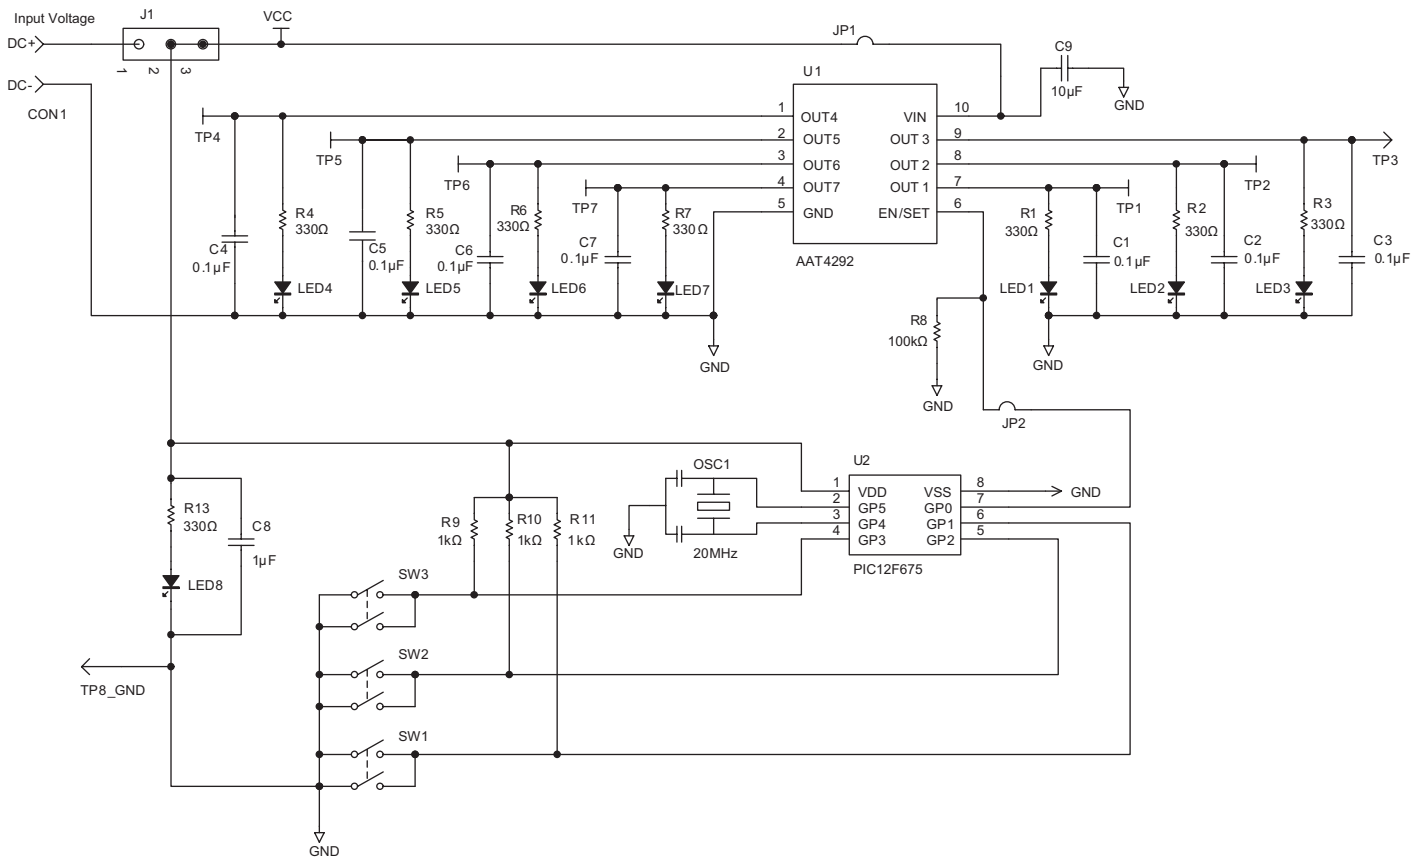 Input Voltage
J1
VCC
DC+
1
2
3
DC-
CON1
JP1
C9
10µF
GND
U1
TP4
1
OUT4
VIN
10
TP5
2
OUT5
OUT 3
9
TP3
TP6
3
OUT6
OUT 2
8
TP2
TP7
4
OUT7
OUT 1
7
TP1
5
GND
EN/SET
6
AAT4292
R4
330Ω
R5
330Ω
R6
330Ω
R7
330Ω
C4
0.1µF
C5
0.1µF
C6
0.1µF
C7
0.1µF
LED4
LED5
LED6
LED7
GND
R1
330Ω
R2
330Ω
R3
330Ω
C1
0.1µF
C2
0.1µF
C3
0.1µF
LED1
LED2
LED3
GND
R8
100kΩ
GND
JP2
U2
OSC1
20MHz
GND
1
VDD
VSS
8
GND
2
GP5
GP0
7
3
GP4
GP1
6
4
GP3
GP2
5
PIC12F675
R13
330Ω
C8
1µF
LED8
R9
1kΩ
R10
1kΩ
R11
1kΩ
SW3
SW2
SW1
TP8_GND
GND